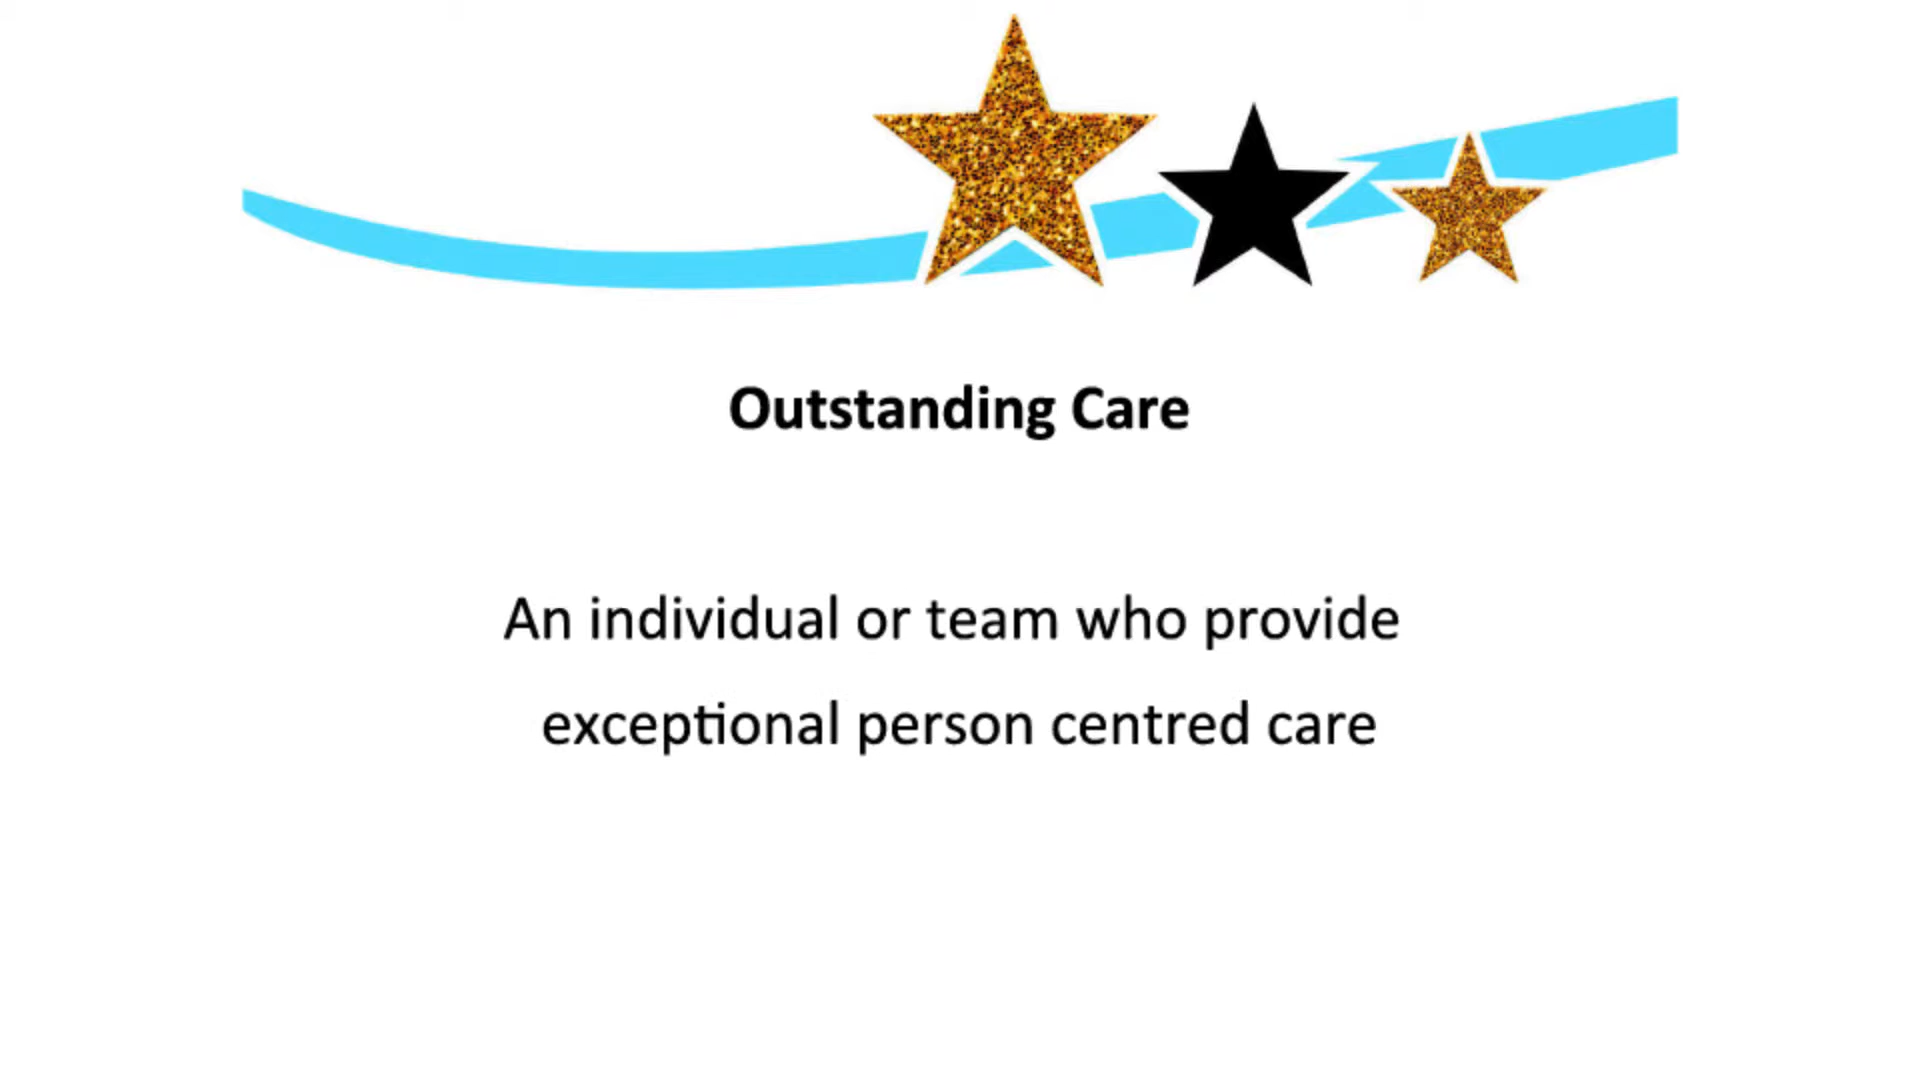 Outstanding Care
An individual or team who provide
exceptional person centred care